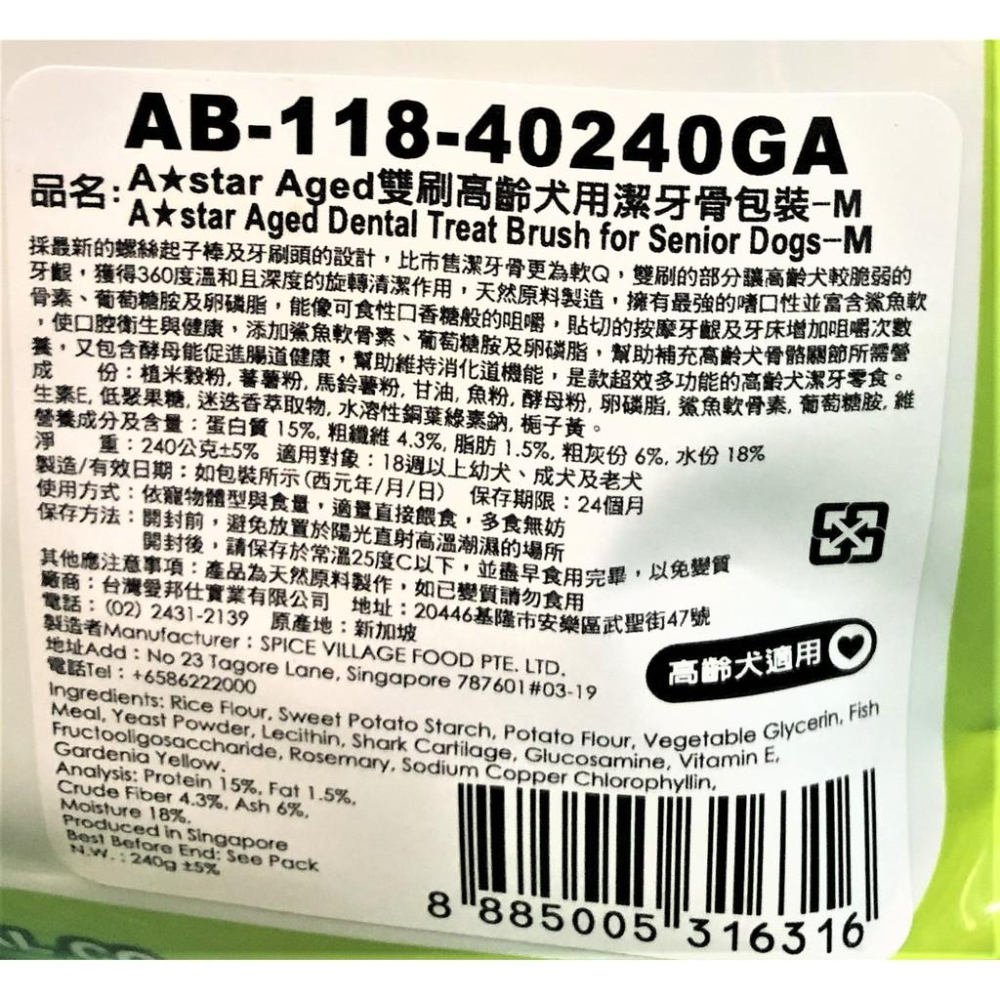 AB-118-40240GA
品名:A★star Aged雙刷高齡犬用潔牙骨包裝-M
A★star Aged Dental Treat Brush for Senior Dogs-M
採最新的螺絲起子棒及牙刷頭的設計，比市售潔牙骨更為軟Q，雙刷的部分讓高齡犬較脆弱的
牙齦，獲得360度溫和且深度的旋轉清潔作用，天然原料製造，擁有最強的嗜口性並富含鯊魚軟
骨素、葡萄糖胺及卵磷脂，能像可食性口香糖般的咀嚼，貼切的按摩牙齦及牙床增加咀嚼次數
，使口腔衛生與健康，添加鯊魚軟骨素、葡萄糖胺及卵磷脂，幫助補充高齡犬骨骼關節所需營
養，又包含酵母能促進腸道健康，幫助維持消化道機能，是款超效多功能的高齡犬潔牙零食。
成　　份：植米穀粉, 蕃薯粉, 馬鈴薯粉, 甘油, 魚粉, 酵母粉, 卵磷脂, 鯊魚軟骨素, 葡萄糖胺, 維
生素E, 低聚果糖, 迷迭香萃取物, 水溶性銅葉綠素鈉, 梔子黃。
營養成分及含量：蛋白質 15%, 粗纖維 4.3%, 脂肪 1.5%, 粗灰份 6%, 水份 18%
淨　　重：240公克±5%　適用對象：18週以上幼犬、成犬及老犬
製造/有效日期：如包裝所示(西元年/月/日)　保存期限：24個月
使用方式：依寵物體型與食量，適量直接餵食，多食無妨
保存方法：開封前，避免放置於陽光直射高溫潮濕的場所
開封後，請保存於常溫25度C以下，並盡早食用完畢，以免變質
其他應注意事項：產品為天然原料製作，如已變質請勿食用
廠商：台灣愛邦仕實業有限公司　地址：20446基隆市安樂區武聖街47號
電話：(02) 2431-2139　原產地：新加坡
製造者Manufacturer：SPICE VILLAGE FOOD PTE. LTD.
地址Add：No 23 Tagore Lane, Singapore 787601#03-19
電話Tel：+6586222000
高齡犬適用
Ingredients: Rice Flour, Sweet Potato Starch, Potato Flour, Vegetable Glycerin, Fish
Meal, Yeast Powder, Lecithin, Shark Cartilage, Glucosamine, Vitamin E,
Fructooligosaccharide, Rosemary, Sodium Copper Chlorophyllin,
Gardenia Yellow.
Analysis: Protein 15%, Fat 1.5%,
Crude Fiber 4.3%, Ash 6%,
Moisture 18%.
Produced in Singapore
Best Before End: See Pack
N.W.：240g ±5%
8 885005 316316